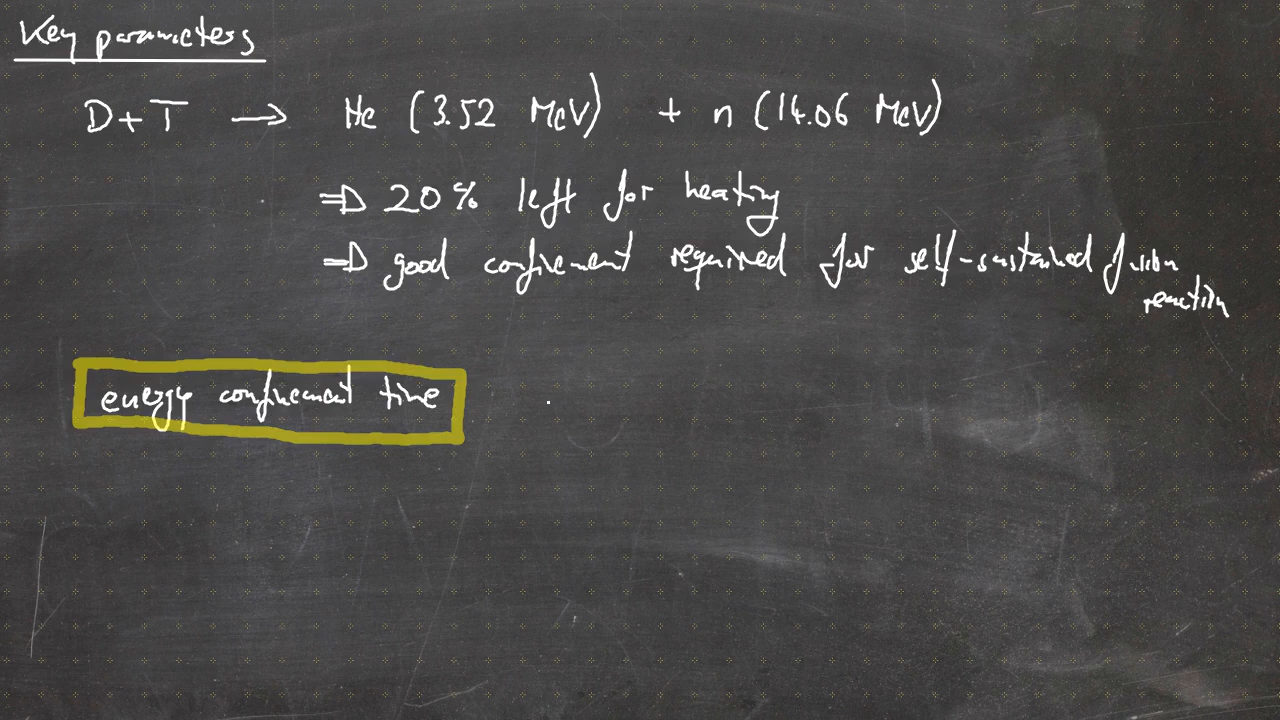 Key parameters
D+T → He (3.52 MeV) + n (14.06 MeV)
⇒ 20% left for heating
⇒ good confinement required for self-sustained fusion
reaction
energy confinement time